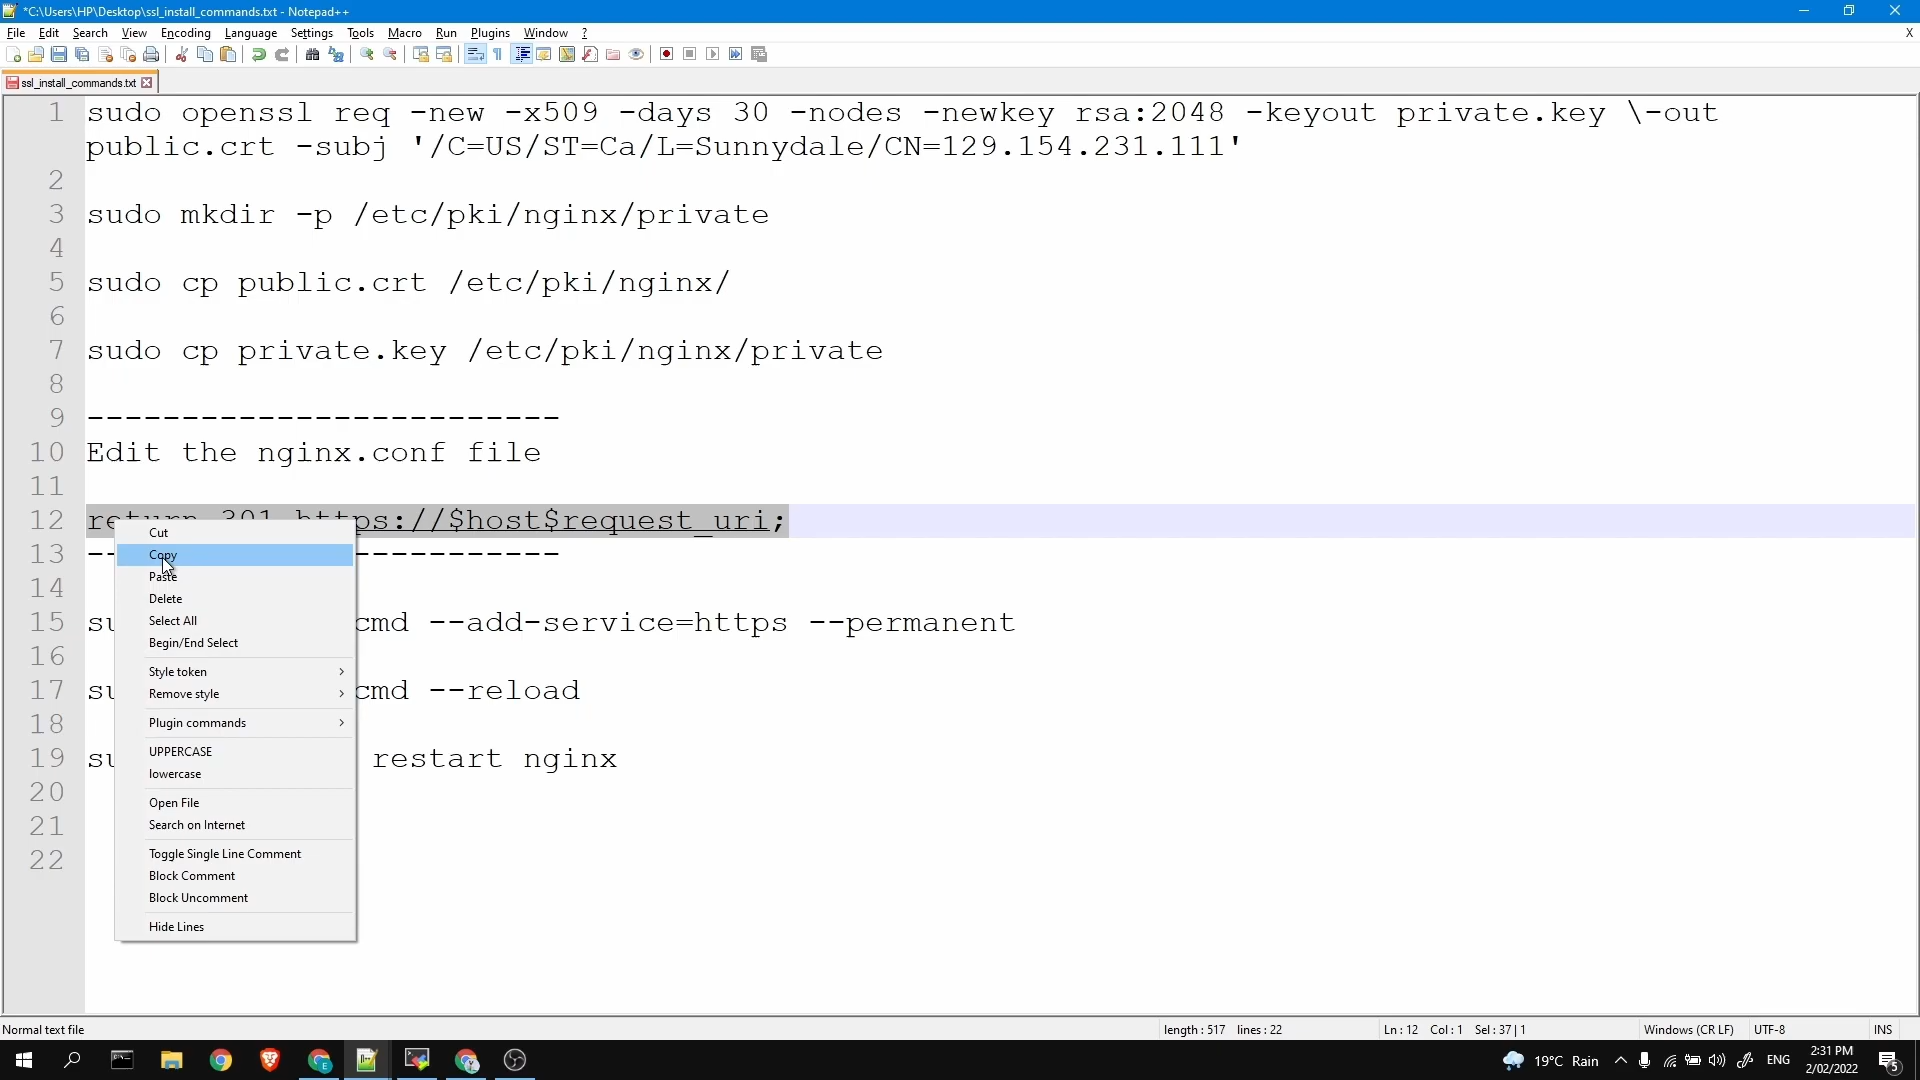 *C:\Users\HP\Desktop\ssl_install_commands.txt - Notepad++
File Edit Search View Encoding Language Settings Tools Macro Run Plugins Window ? X
ssl_install_commands.txt
1 sudo openssl req -new -x509 -days 30 -nodes -newkey rsa:2048 -keyout private.key \-out
public.crt -subj '/C=US/ST=Ca/L=Sunnydale/CN=129.154.231.111'
2
3 sudo mkdir -p /etc/pki/nginx/private
4
5 sudo cp public.crt /etc/pki/nginx/
6
7 sudo cp private.key /etc/pki/nginx/private
8
9 -------------------------
10 Edit the nginx.conf file
11
12 return 301 https://$host$request_uri;
13 -- -----------
14
15 su cmd --add-service=https --permanent
16
17 su cmd --reload
18
19 su restart nginx
20
21
22
Cut
Copy
Paste
Delete
Select All
Begin/End Select
Style token
Remove style
Plugin commands
UPPERCASE
lowercase
Open File
Search on Internet
Toggle Single Line Comment
Block Comment
Block Uncomment
Hide Lines
Normal text file length : 517 lines : 22 Ln : 12 Col : 1 Sel : 37 | 1 Windows (CR LF) UTF-8 INS
19°C Rain ENG 2:31 PM
2/02/2022
5